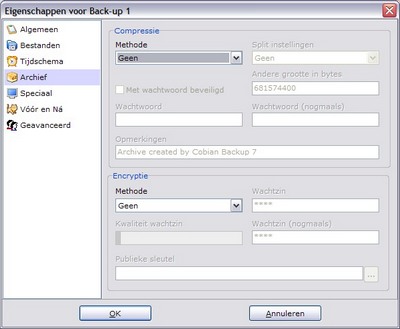 Eigenschappen voor Back-up 1
Algemeen
Bestanden
Tijdschema
Archief
Speciaal
Vóór en Ná
Geavanceerd
Compressie
Methode
Split instellingen
Geen
Geen
Andere grootte in bytes
Met wachtwoord beveiligd
681574400
Wachtwoord
Wachtwoord (nogmaals)
Opmerkingen
Archive created by Cobian Backup 7
Encryptie
Methode
Wachtzin
Geen
****
Kwaliteit wachtzin
Wachtzin (nogmaals)
****
Publieke sleutel
...
OK
Annuleren